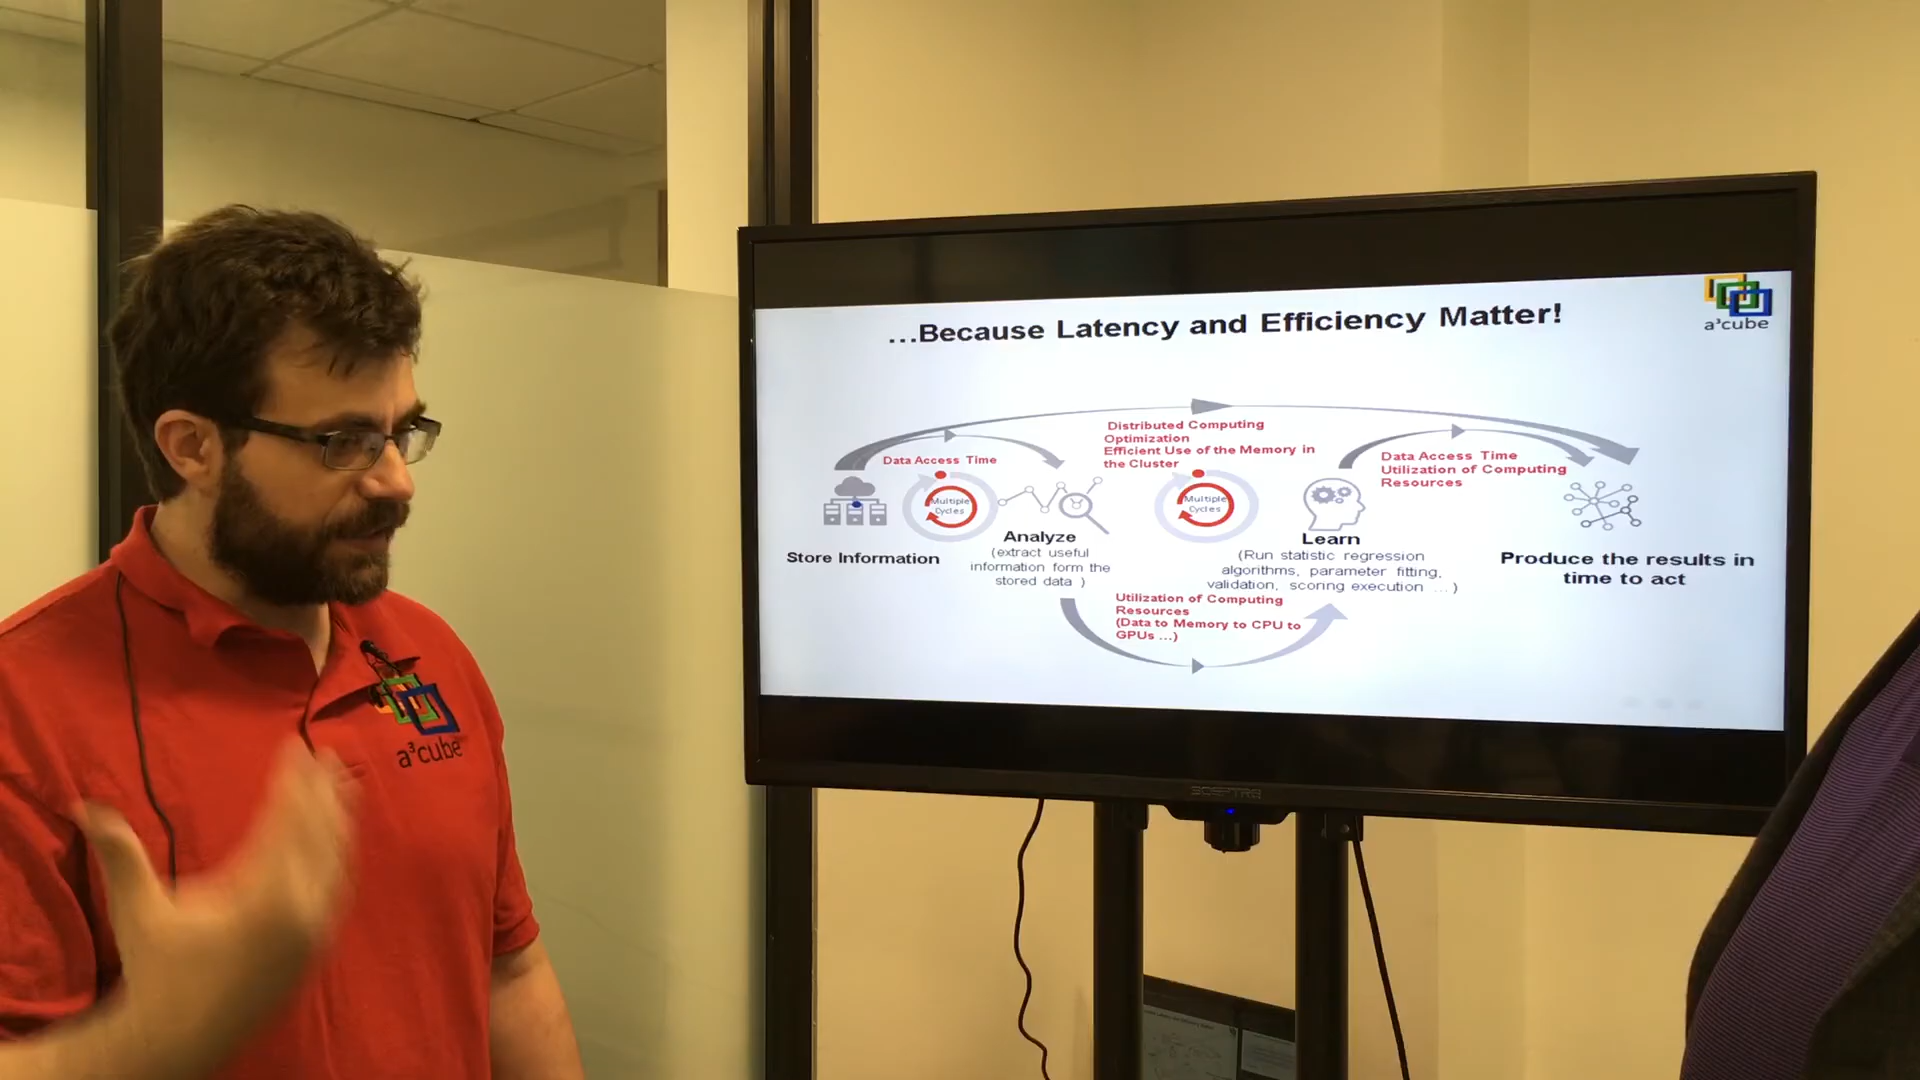 …Because Latency and Efficiency Matter!
a³cube
Distributed Computing
Optimization
Efficient Use of the Memory in
the Cluster
Data Access Time
Data Access Time
Utilization of Computing
Resources
Multiple
Cycles
Multiple
Cycles
Store Information
Analyze
(extract useful
information form the
stored data )
Learn
(Run statistic regression
algorithms, parameter fitting,
validation, scoring execution ...)
Produce the results in
time to act
Utilization of Computing
Resources
(Data to Memory to CPU to
GPUs ...)
SCEPTRE
a³cube